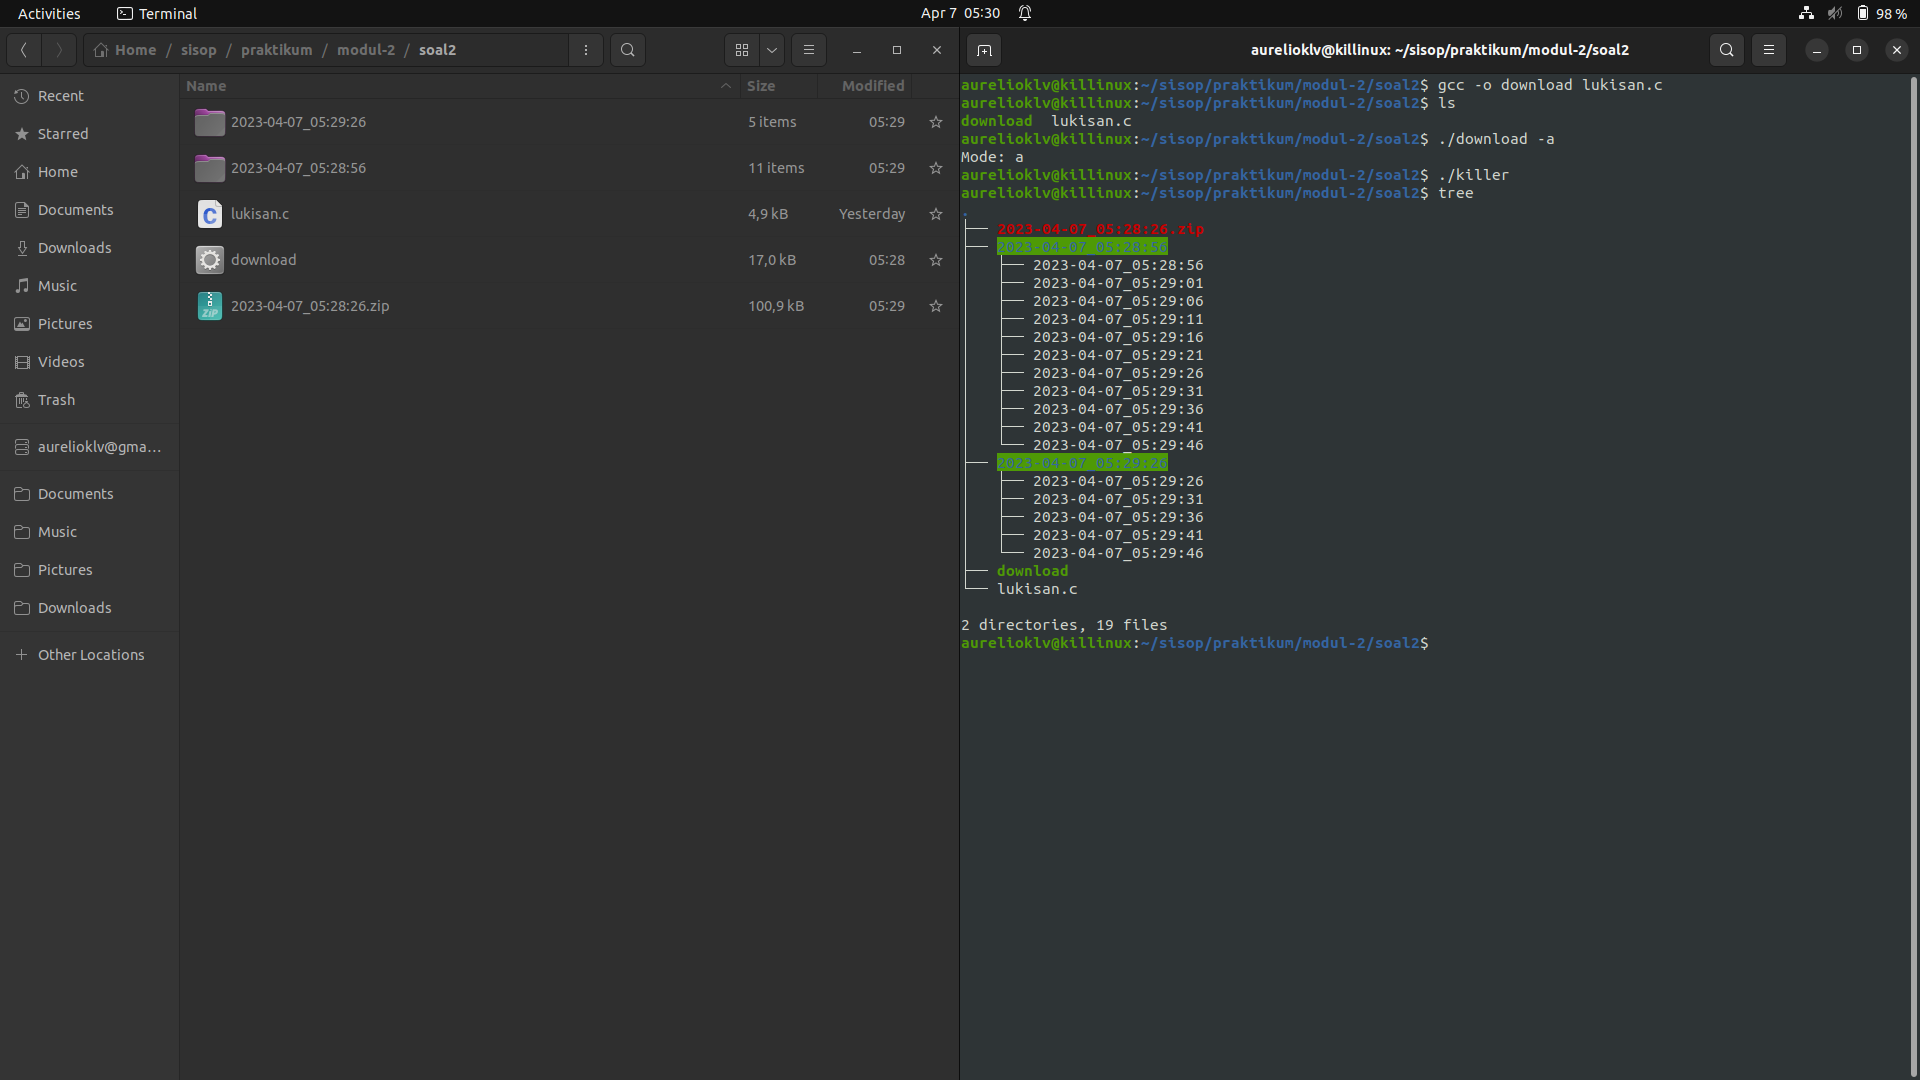 Activities Terminal Apr 7 05:30 98 %
Home / sisop / praktikum / modul-2 / soal2
Name Size Modified
Recent
Starred
Home
Documents
Downloads
Music
Pictures
Videos
Trash
aurelioklv@gma...
Documents
Music
Pictures
Downloads
Other Locations
2023-04-07_05:29:26 5 items 05:29
2023-04-07_05:28:56 11 items 05:29
lukisan.c 4,9 kB Yesterday
download 17,0 kB 05:28
2023-04-07_05:28:26.zip 100,9 kB 05:29
aurelioklv@killinux: ~/sisop/praktikum/modul-2/soal2
aurelioklv@killinux:~/sisop/praktikum/modul-2/soal2$ gcc -o download lukisan.c
aurelioklv@killinux:~/sisop/praktikum/modul-2/soal2$ ls
download  lukisan.c
aurelioklv@killinux:~/sisop/praktikum/modul-2/soal2$ ./download -a
Mode: a
aurelioklv@killinux:~/sisop/praktikum/modul-2/soal2$ ./killer
aurelioklv@killinux:~/sisop/praktikum/modul-2/soal2$ tree
.
├── 2023-04-07_05:28:26.zip
├── 2023-04-07_05:28:56
│   ├── 2023-04-07_05:28:56
│   ├── 2023-04-07_05:29:01
│   ├── 2023-04-07_05:29:06
│   ├── 2023-04-07_05:29:11
│   ├── 2023-04-07_05:29:16
│   ├── 2023-04-07_05:29:21
│   ├── 2023-04-07_05:29:26
│   ├── 2023-04-07_05:29:31
│   ├── 2023-04-07_05:29:36
│   ├── 2023-04-07_05:29:41
│   └── 2023-04-07_05:29:46
├── 2023-04-07_05:29:26
│   ├── 2023-04-07_05:29:26
│   ├── 2023-04-07_05:29:31
│   ├── 2023-04-07_05:29:36
│   ├── 2023-04-07_05:29:41
│   └── 2023-04-07_05:29:46
├── download
└── lukisan.c
2 directories, 19 files
aurelioklv@killinux:~/sisop/praktikum/modul-2/soal2$